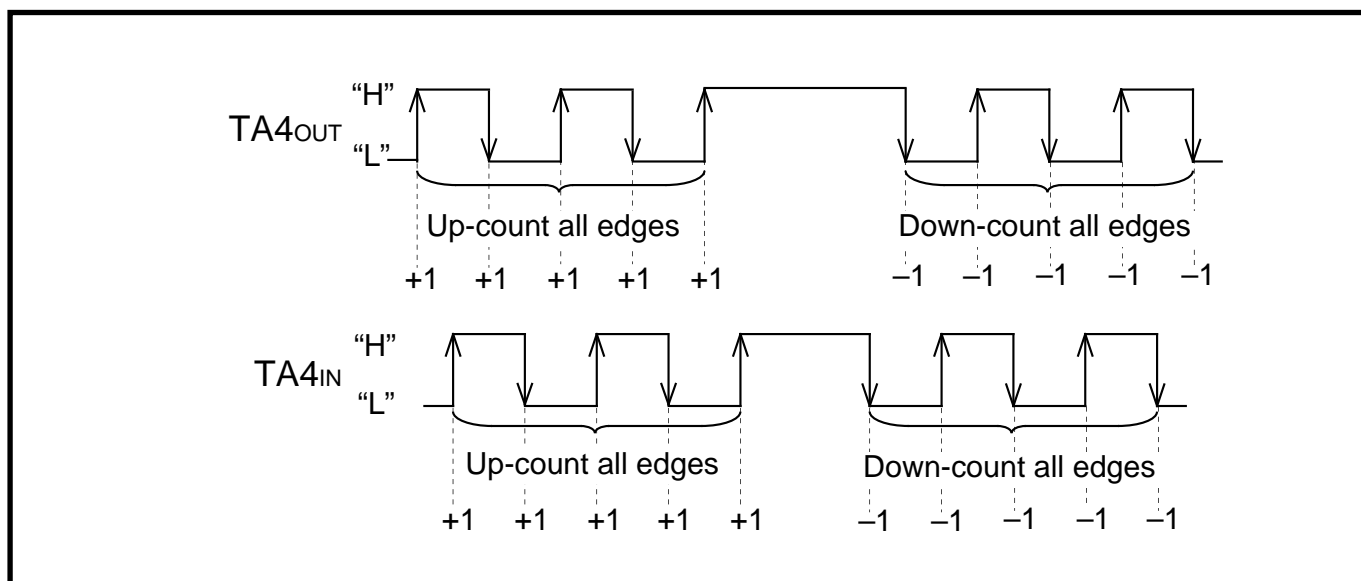 “H”
TA4OUT
“L”
Up-count all edges
Down-count all edges
+1 +1 +1 +1 +1 –1 –1 –1 –1 –1
“H”
TA4IN
“L”
Up-count all edges
Down-count all edges
+1 +1 +1 +1 +1 –1 –1 –1 –1 –1